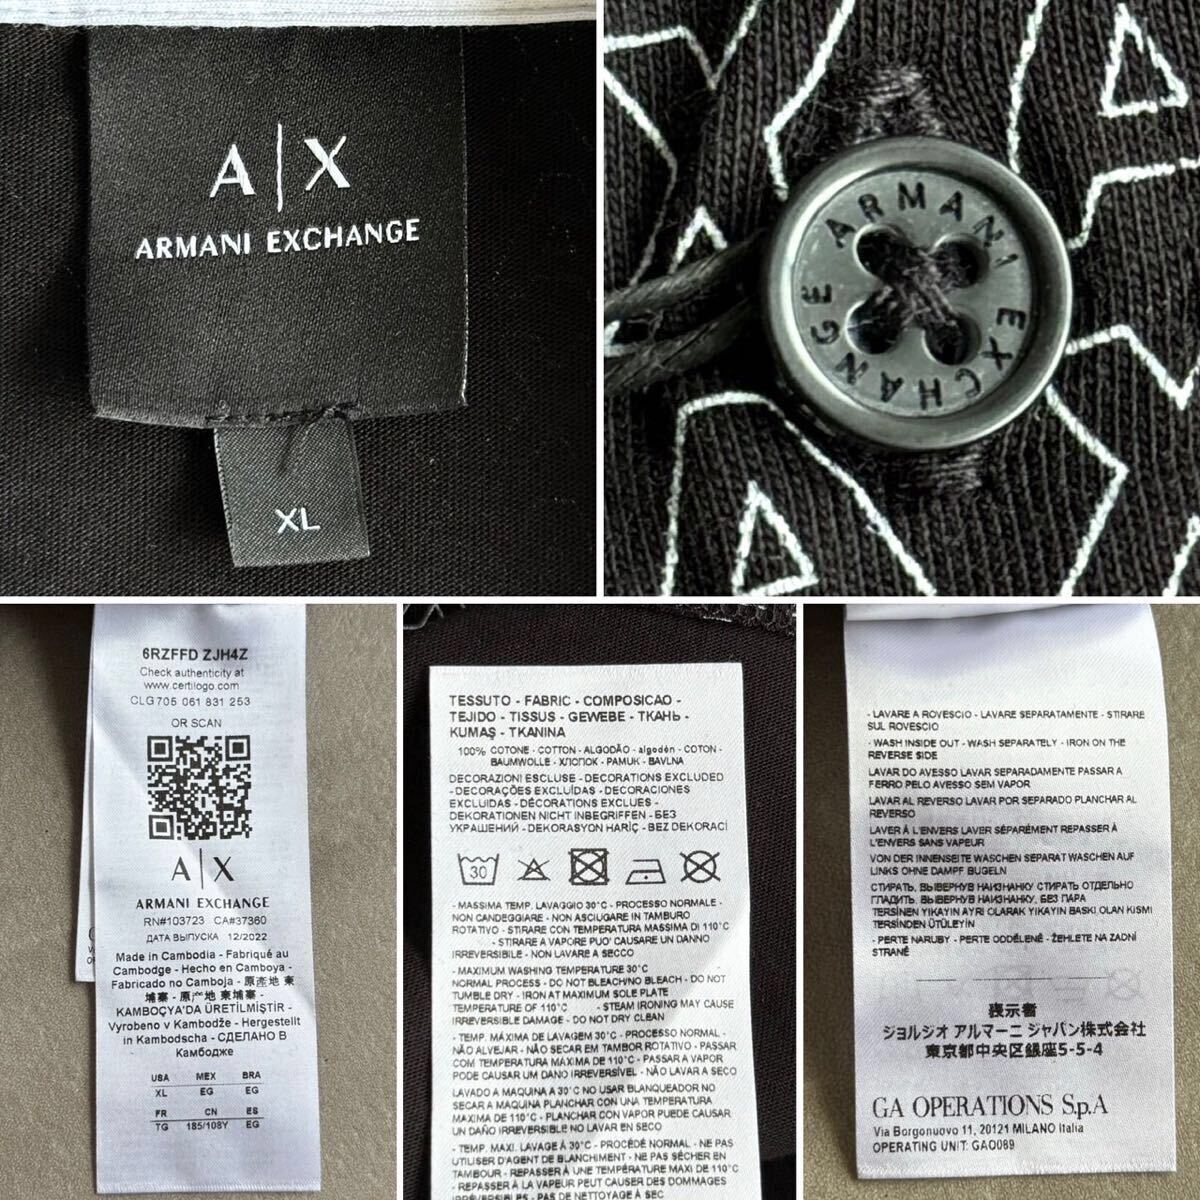 A|X
ARMANI EXCHANGE
XL
ARMANI EXCHANGE
6RZFFD ZJH4Z
Check authenticity at
www.certilogo.com
CLG 705 061 831 253
OR SCAN
A|X
ARMANI EXCHANGE
RN#103723 CA#37360
ДАТА ВЫПУСКА 12/2022
Made in Cambodia - Fabriqué au
Cambodge - Hecho en Camboya -
Fabricado no Camboja - 原產地 柬
埔寨 - 原产地 柬埔寨 -
KAMBOÇYA'DA ÜRETİLMİŞTİR -
Vyrobeno v Kambodže - Hergestellt
in Kambodscha - СДЕЛАНО В
Камбодже
USA MEX BRA
XL EG EG
FR CN ES
TG 185/108Y EG
TESSUTO - FABRIC - COMPOSICAO -
TEJIDO - TISSUS - GEWEBE - ТКАНЬ -
KUMAŞ - TKANINA
100% COTONE - COTTON - ALGODÃO - algodón - COTON -
BAUMWOLLE - ХЛОПОК - PAMUK - BAVLNA
DECORAZIONI ESCLUSE - DECORATIONS EXCLUDED
- DECORAÇÕES EXCLUÍDAS - DECORACIONES
EXCLUIDAS - DÉCORATIONS EXCLUES -
DEKORATIONEN NICHT INBEGRIFFEN - БЕЗ
УКРАШЕНИЙ - DEKORASYON HARİÇ - BEZ DEKORACÍ
30
- MASSIMA TEMP. LAVAGGIO 30°C - PROCESSO NORMALE -
NON CANDEGGIARE - NON ASCIUGARE IN TAMBURO
ROTATIVO - STIRARE CON TEMPERATURA MASSIMA DI 110°C
- STIRARE A VAPORE PUO' CAUSARE UN DANNO
IRREVERSIBILE - NON LAVARE A SECCO
- MAXIMUM WASHING TEMPERATURE 30°C -
NORMAL PROCESS - DO NOT BLEACH/NO BLEACH - DO NOT
TUMBLE DRY - IRON AT MAXIMUM SOLE PLATE
TEMPERATURE OF 110°C - STEAM IRONING MAY CAUSE
IRREVERSIBLE DAMAGE - DO NOT DRY CLEAN
- TEMP. MÁXIMA DE LAVAGEM 30°C - PROCESSO NORMAL -
NÃO ALVEJAR - NÃO SECAR EM TAMBOR ROTATIVO - PASSAR
COM TEMPERATURA MÁXIMA DE 110°C - PASSAR A VAPOR
PODE CAUSAR UM DANO IRREVERSÍVEL - NÃO LAVAR A SECO
LAVADO A MAQUINA A 30°C NO USAR BLANQUEADOR NO
SECAR A MAQUINA PLANCHAR CON UNA TEMPERATURA
MAXIMA DE 110°C - PLANCHAR CON VAPOR PUEDE CAUSAR
UN DAÑO IRREVERSIBLE NO LAVAR EN SECO
- TEMP. MAXI. LAVAGE À 30°C - PROCÉDÉ NORMAL - NE PAS
UTILISER D'AGENT DE BLANCHIMENT - NE PAS SÉCHER EN
TAMBOUR - REPASSER À UNE TEMPÉRATURE MAXI DE 110°C
- REPASSER À LA VAPEUR PEUT CAUSER DES DOMMAGES
IRREVERSIBLES - PAS DE NETTOYAGE À SEC
- LAVARE A ROVESCIO - LAVARE SEPARATAMENTE - STIRARE
SUL ROVESCIO
- WASH INSIDE OUT - WASH SEPARATELY - IRON ON THE
REVERSE SIDE
LAVAR DO AVESSO LAVAR SEPARADAMENTE PASSAR A
FERRO PELO AVESSO SEM VAPOR
LAVAR AL REVERSO LAVAR POR SEPARADO PLANCHAR AL
REVERSO
LAVER À L'ENVERS LAVER SÉPARÉMENT REPASSER À
L'ENVERS SANS VAPEUR
VON DER INNENSEITE WASCHEN SEPARAT WASCHEN AUF
LINKS OHNE DAMPF BUGELN
СТИРАТЬ, ВЫВЕРНУВ НАИЗНАНКУ СТИРАТЬ ОТДЕЛЬНО
ГЛАДИТЬ, ВЫВЕРНУВ НАИЗНАНКУ, БЕЗ ПАРА
TERSİNDEN YIKAYIN AYRI OLARAK YIKAYIN BASKI OLAN KISMI
TERSİNDEN ÜTÜLEYİN
- PERTE NARUBY - PERTE ODDĚLENĚ - ŽEHLETE NA ZADNÍ
STRANĚ
表示者
ジョルジオ アルマーニ ジャパン株式会社
東京都中央区銀座5-5-4
GA OPERATIONS S.p.A
Via Borgonuovo 11, 20121 MILANO Italia
OPERATING UNIT: GAO089